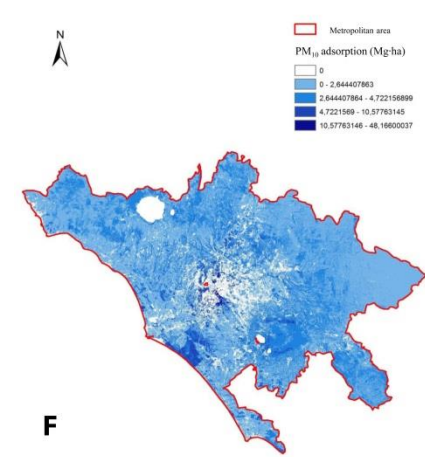 N
Metropolitan area
PM10 adsorption (Mg·ha)
0
0 - 2,644407863
2,644407864 - 4,722156899
4,7221569 - 10,57763145
10,57763146 - 48,16600037
F